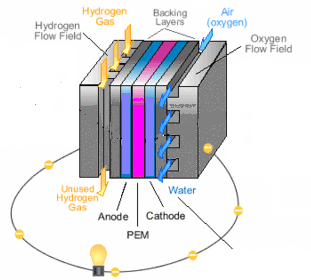 Hydrogen
Gas
Hydrogen
Flow Field
Backing
Layers
Air
(oxygen)
Oxygen
Flow Field
Unused
Hydrogen
Gas
Anode
PEM
Cathode
Water